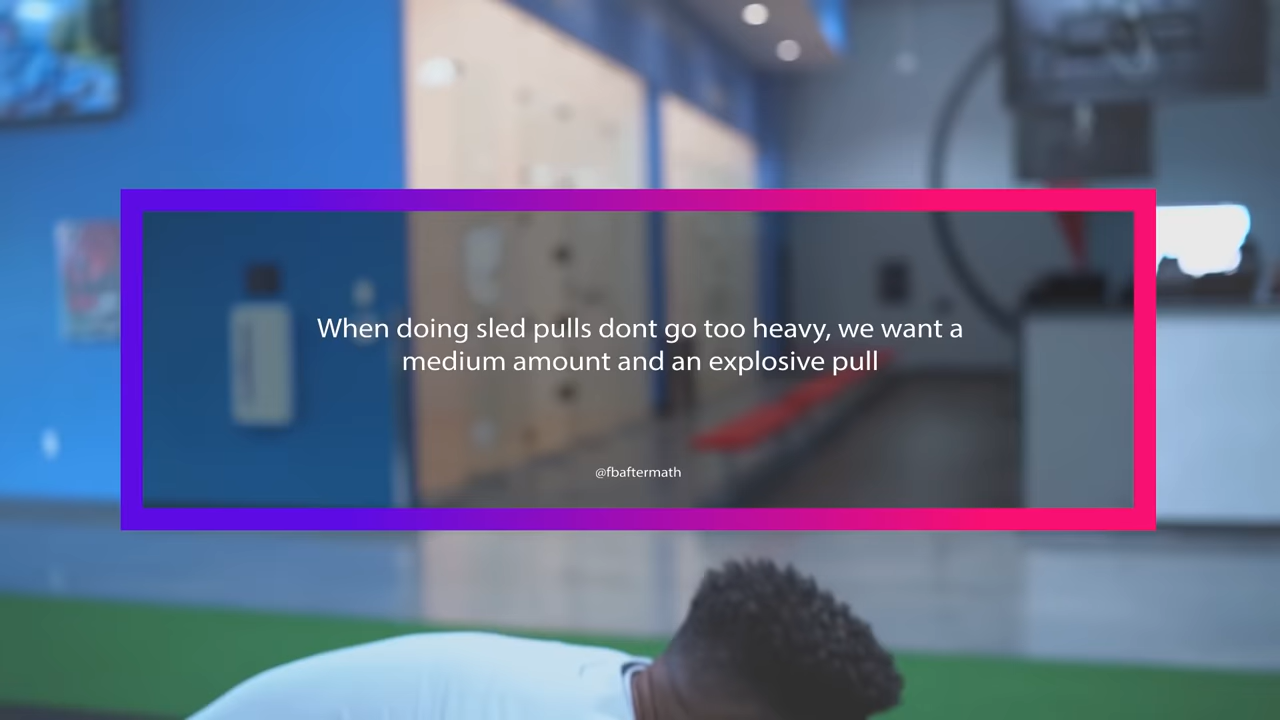 When doing sled pulls dont go too heavy, we want a
medium amount and an explosive pull
@fbaftermath